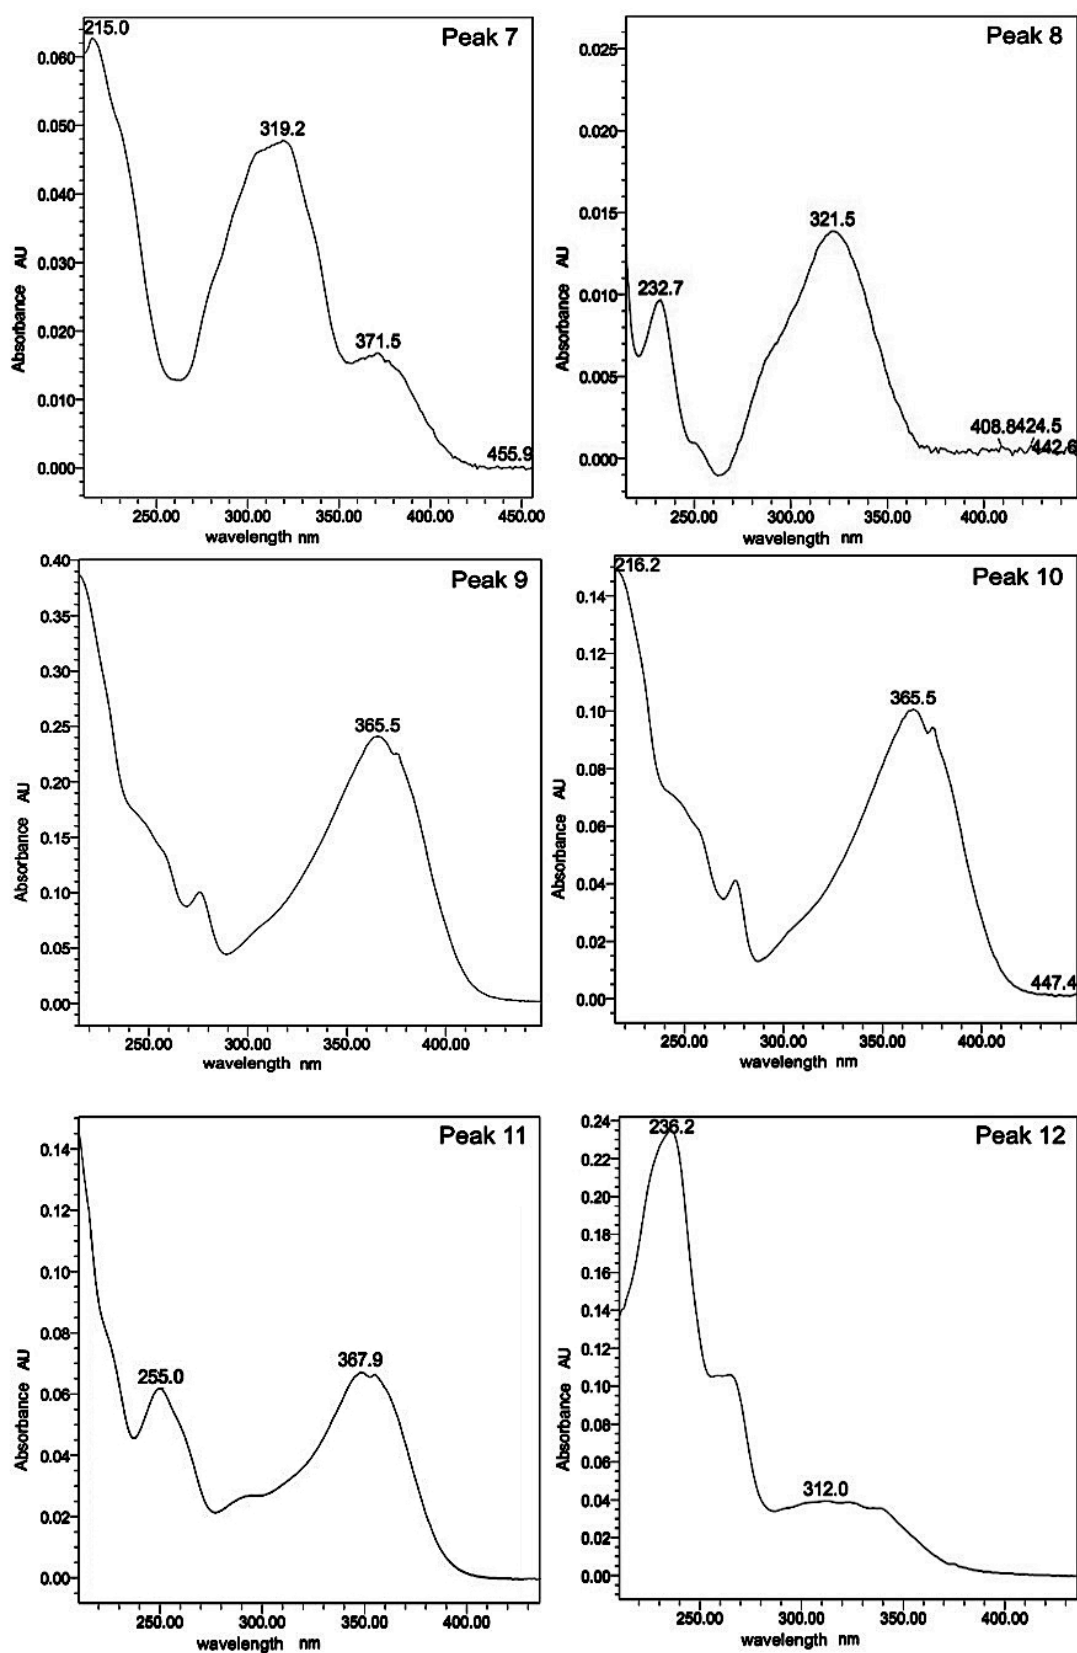 Peak 7
215.0
319.2
371.5
455.9
0.060
0.050
0.040
0.030
0.020
0.010
0.000
Absorbance AU
250.00 300.00 350.00 400.00 450.00
wavelength nm
Peak 8
232.7
321.5
408.8424.5
442.6
0.025
0.020
0.015
0.010
0.005
0.000
Absorbance AU
250.00 300.00 350.00 400.00
wavelength nm
Peak 9
365.5
0.40
0.35
0.30
0.25
0.20
0.15
0.10
0.05
0.00
Absorbance AU
250.00 300.00 350.00 400.00
wavelength nm
Peak 10
216.2
365.5
447.4
0.14
0.12
0.10
0.08
0.06
0.04
0.02
0.00
Absorbance AU
250.00 300.00 350.00 400.00
wavelength nm
Peak 11
255.0
367.9
0.14
0.12
0.10
0.08
0.06
0.04
0.02
0.00
Absorbance AU
250.00 300.00 350.00 400.00
wavelength nm
Peak 12
236.2
312.0
0.24
0.22
0.20
0.18
0.16
0.14
0.12
0.10
0.08
0.06
0.04
0.02
0.00
Absorbance AU
250.00 300.00 350.00 400.00
wavelength nm